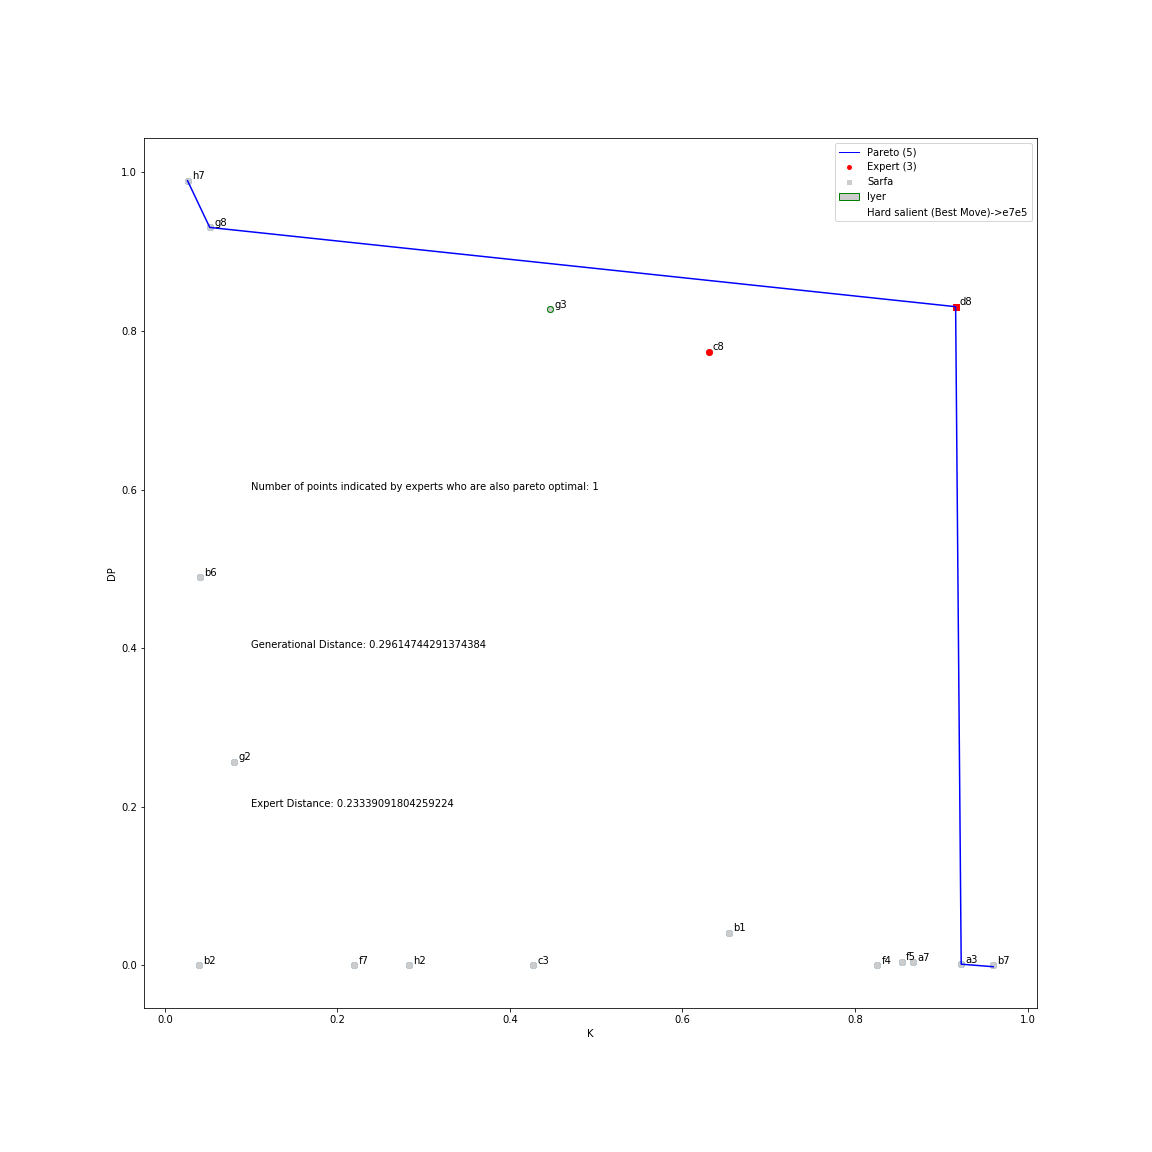 Pareto (5)
Expert (3)
Sarfa
Iyer
Hard salient (Best Move)->e7e5
1.0
h7
g8
d8
g3
0.8
c8
0.6
Number of points indicated by experts who are also pareto optimal: 1
DP
b6
0.4
Generational Distance: 0.29614744291374384
g2
0.2
Expert Distance: 0.23339091804259224
b1
0.0
b2
f7
h2
c3
f4
f5
a7
a3
b7
0.0
0.2
0.4
0.6
0.8
1.0
K